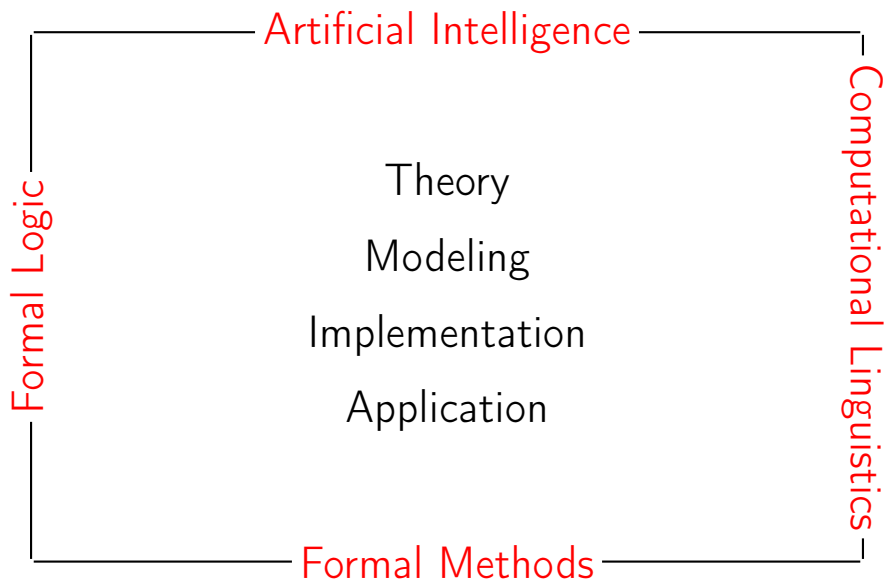 Artificial Intelligence
Computational Linguistics
Theory
Modeling
Implementation
Application
Formal Logic
Formal Methods